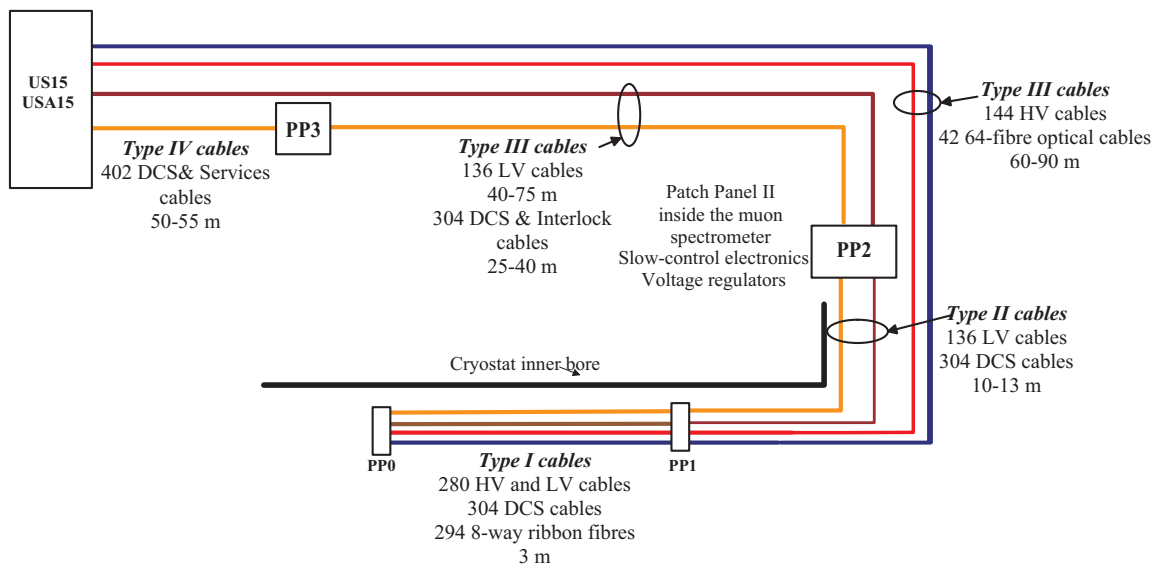 US15
USA15
PP3
Type IV cables
402 DCS& Services
cables
50-55 m
Type III cables
136 LV cables
40-75 m
304 DCS & Interlock
cables
25-40 m
Type III cables
144 HV cables
42 64-fibre optical cables
60-90 m
Patch Panel II
inside the muon
spectrometer
Slow-control electronics
Voltage regulators
PP2
Type II cables
136 LV cables
304 DCS cables
10-13 m
Cryostat inner bore
PP0
PP1
Type I cables
280 HV and LV cables
304 DCS cables
294 8-way ribbon fibres
3 m